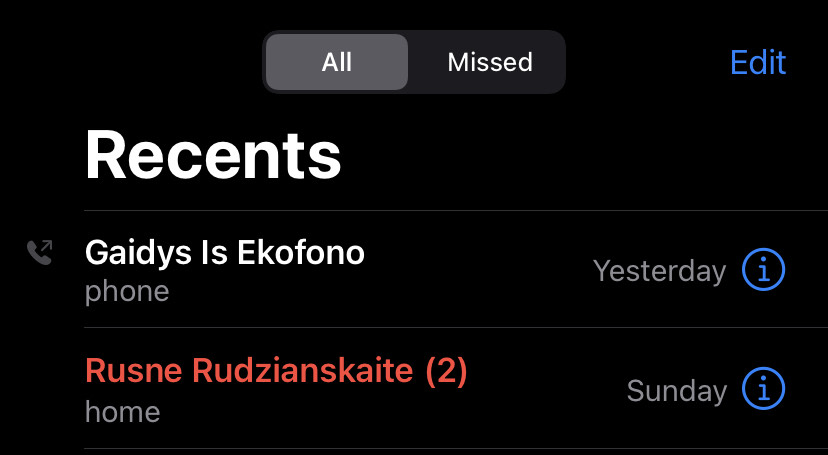 All Missed Edit
Recents
Gaidys Is Ekofono
phone
Yesterday
Rusne Rudzianskaite (2)
home
Sunday